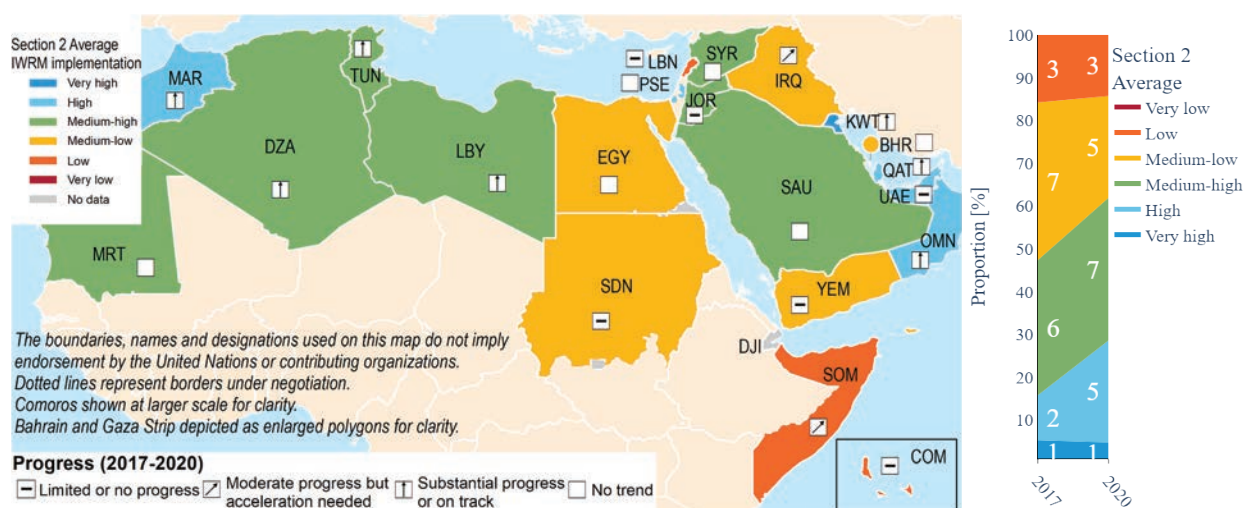 Section 2 Average
IWRM implementation
Very high
High
Medium-high
Medium-low
Low
Very low
No data
MAR
TUN
DZA
LBY
EGY
MRT
SDN
LBN
PSE
SYR
JOR
IRQ
KWT
BHR
QAT
UAE
SAU
OMN
YEM
DJI
SOM
COM
The boundaries, names and designations used on this map do not imply
endorsement by the United Nations or contributing organizations.
Dotted lines represent borders under negotiation.
Comoros shown at larger scale for clarity.
Bahrain and Gaza Strip depicted as enlarged polygons for clarity.
Progress (2017-2020)
Limited or no progress
Moderate progress but
acceleration needed
Substantial progress
or on track
No trend
Proportion [%]
100
90
80
70
60
50
40
30
20
10
3 3
7 5
6 7
2 5
1 1
2017
2020
Section 2
Average
Very low
Low
Medium-low
Medium-high
High
Very high